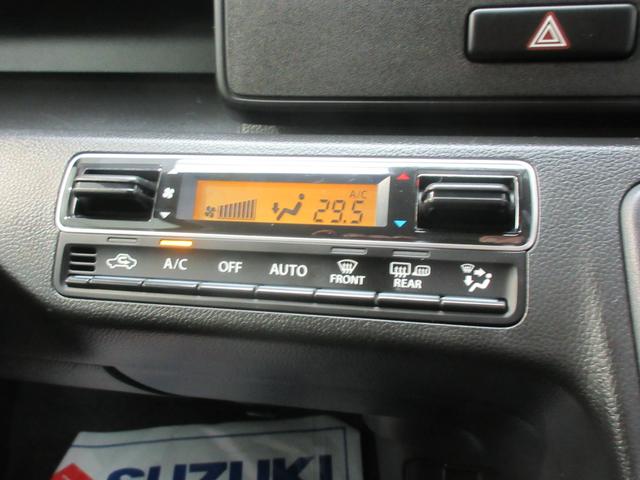 A/C
29.5
A/C OFF AUTO FRONT REAR
SUZUKI